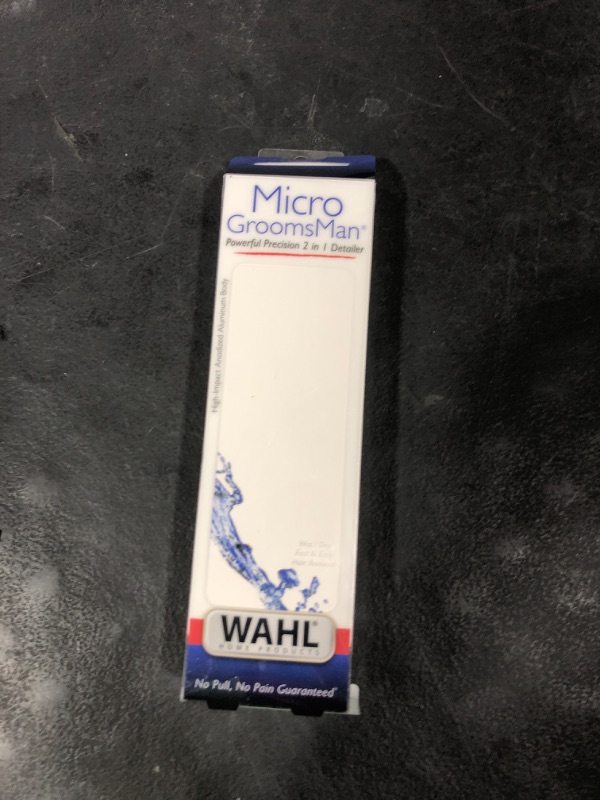 Micro
GroomsMan®
Powerful Precision 2 in 1 Detailer
High-Impact Anodized Aluminum Body
WAHL®
HOME PRODUCTS
No Pull, No Pain Guaranteed*